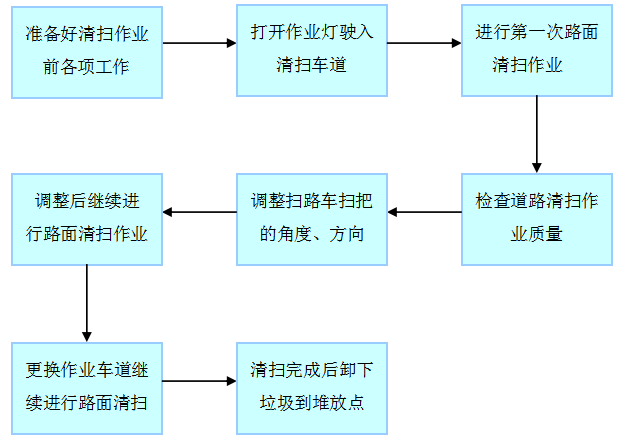 准备好清扫作业
前各项工作
打开作业灯驶入
清扫车道
进行第一次路面
清扫作业
检查道路清扫作
业质量
调整扫路车扫把
的角度、方向
调整后继续进
行路面清扫作业
更换作业车道继
续进行路面清扫
清扫完成后卸下
垃圾到堆放点